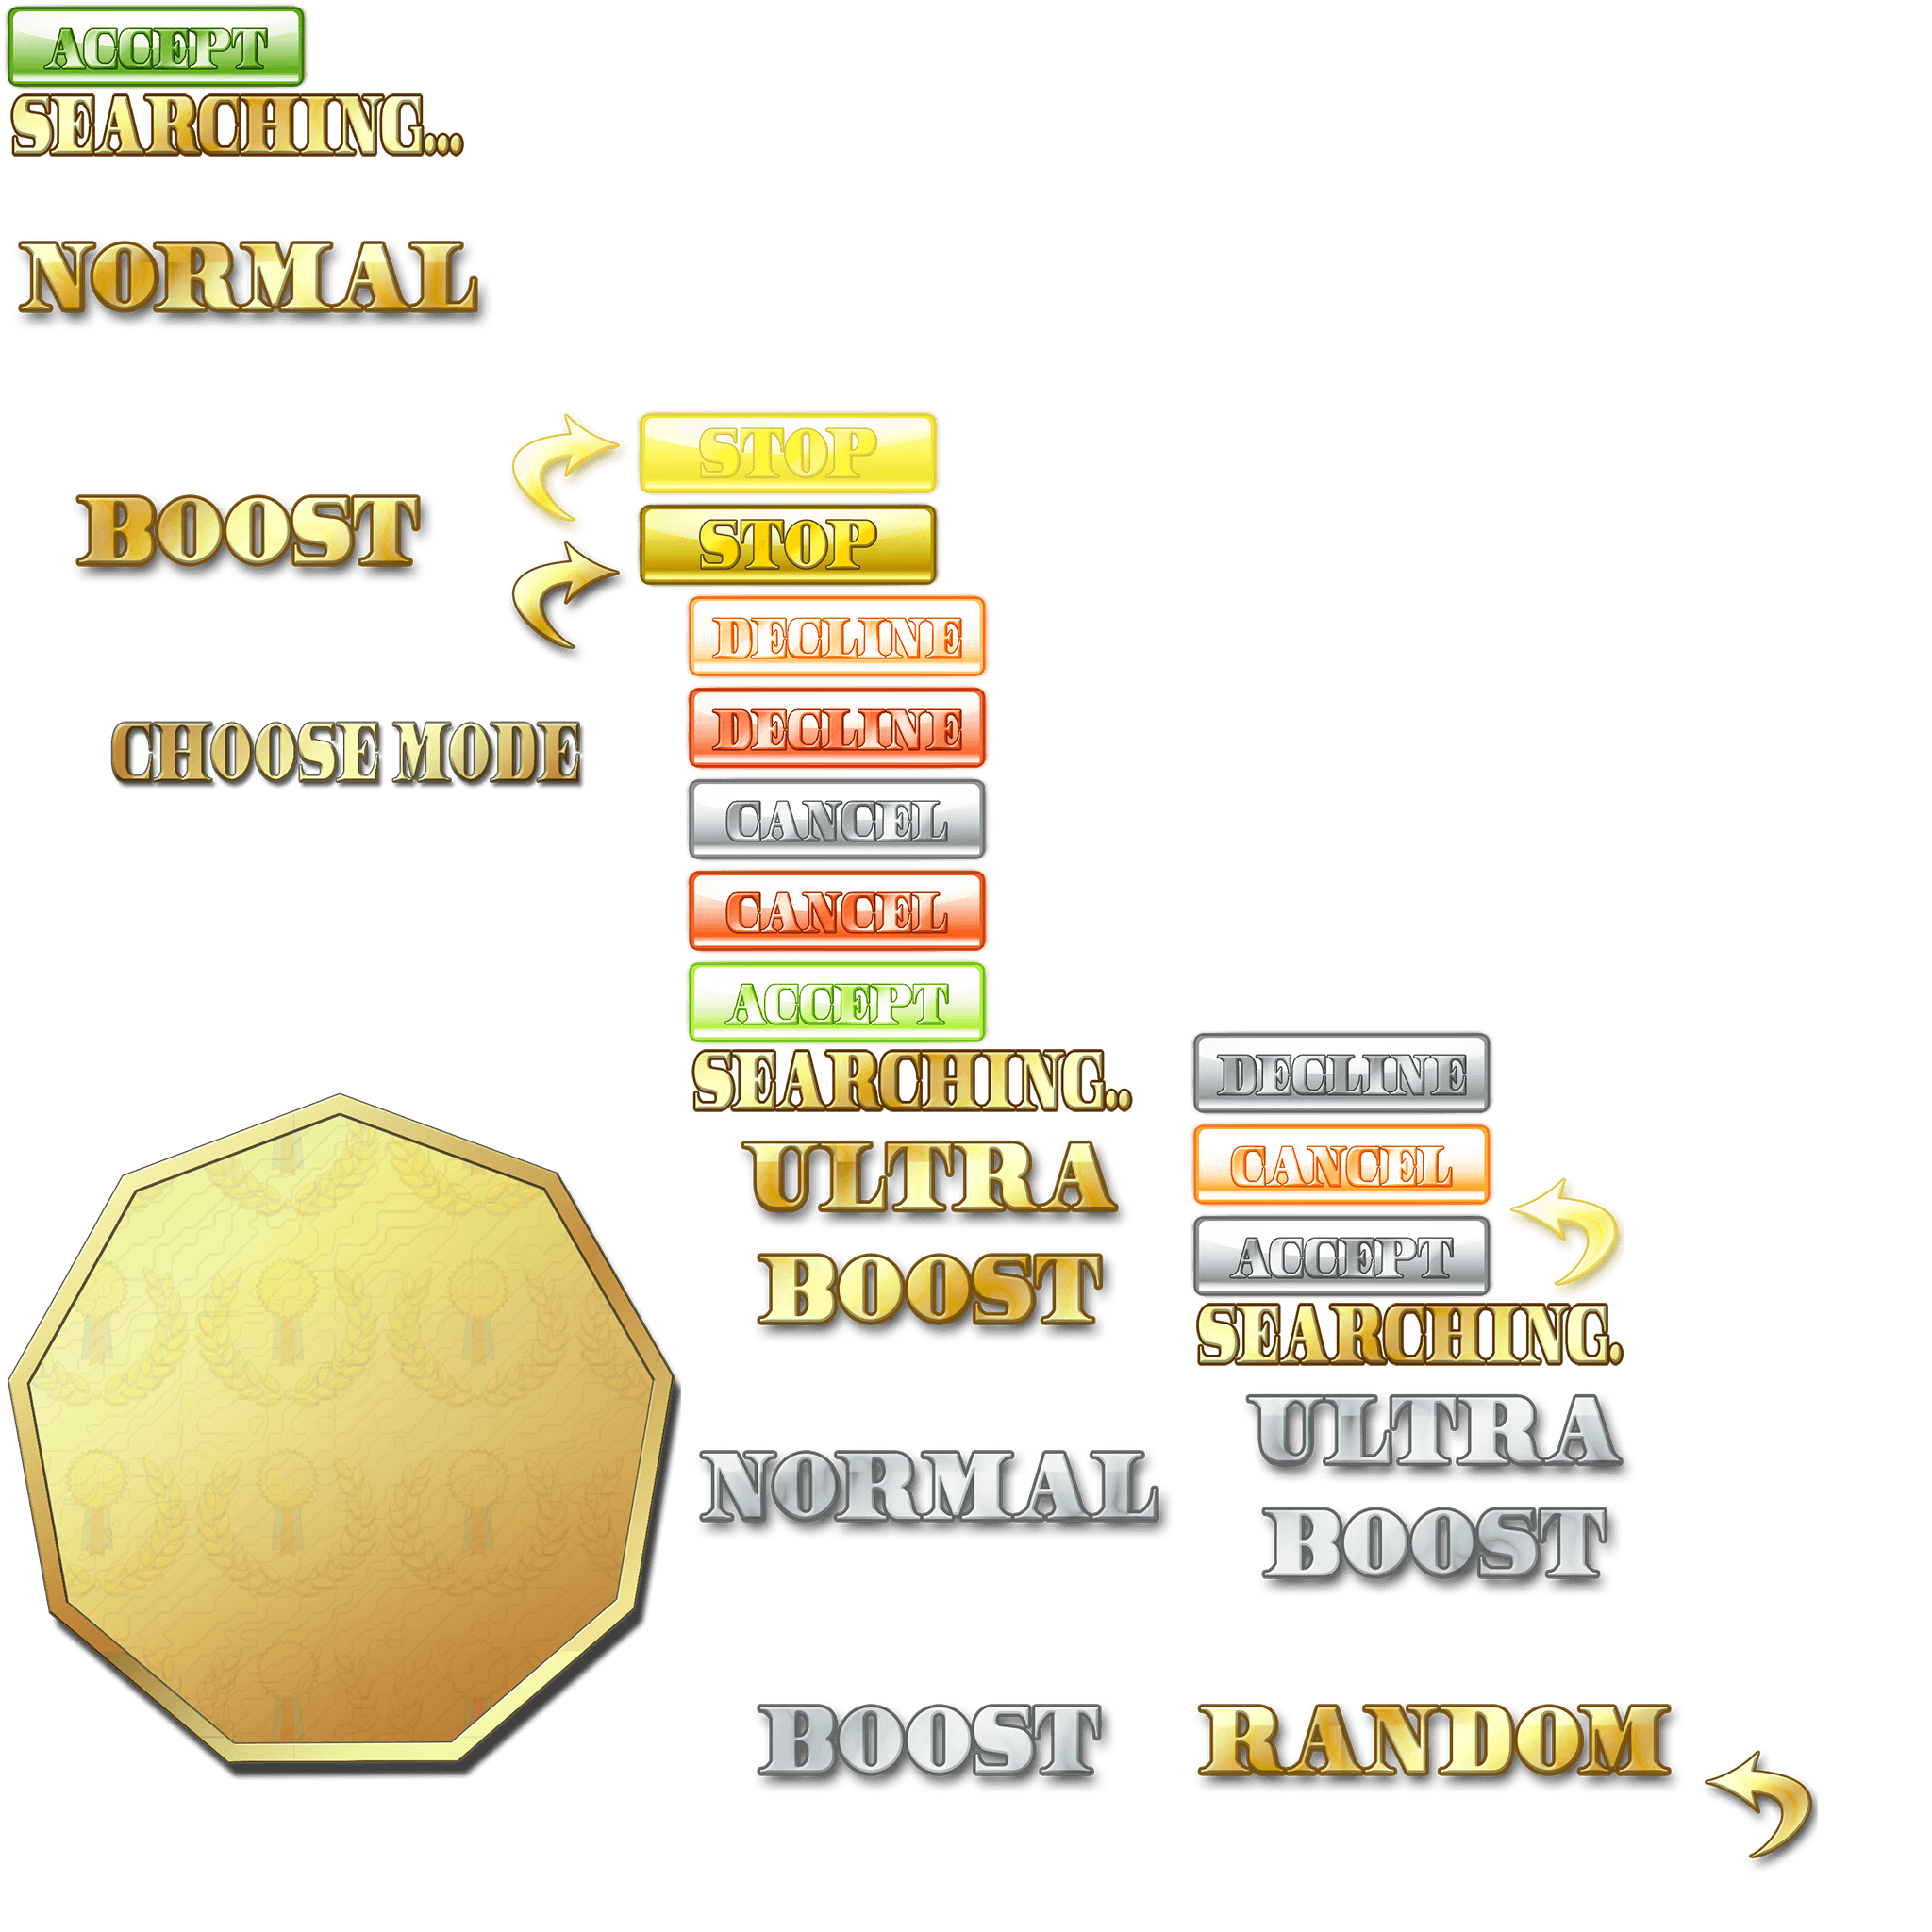 ACCEPT
SEARCHING...
NORMAL
BOOST
CHOOSE MODE
STOP
STOP
DECLINE
DECLINE
CANCEL
CANCEL
ACCEPT
SEARCHING..
ULTRA
BOOST
NORMAL
BOOST
DECLINE
CANCEL
ACCEPT
SEARCHING.
ULTRA
BOOST
RANDOM